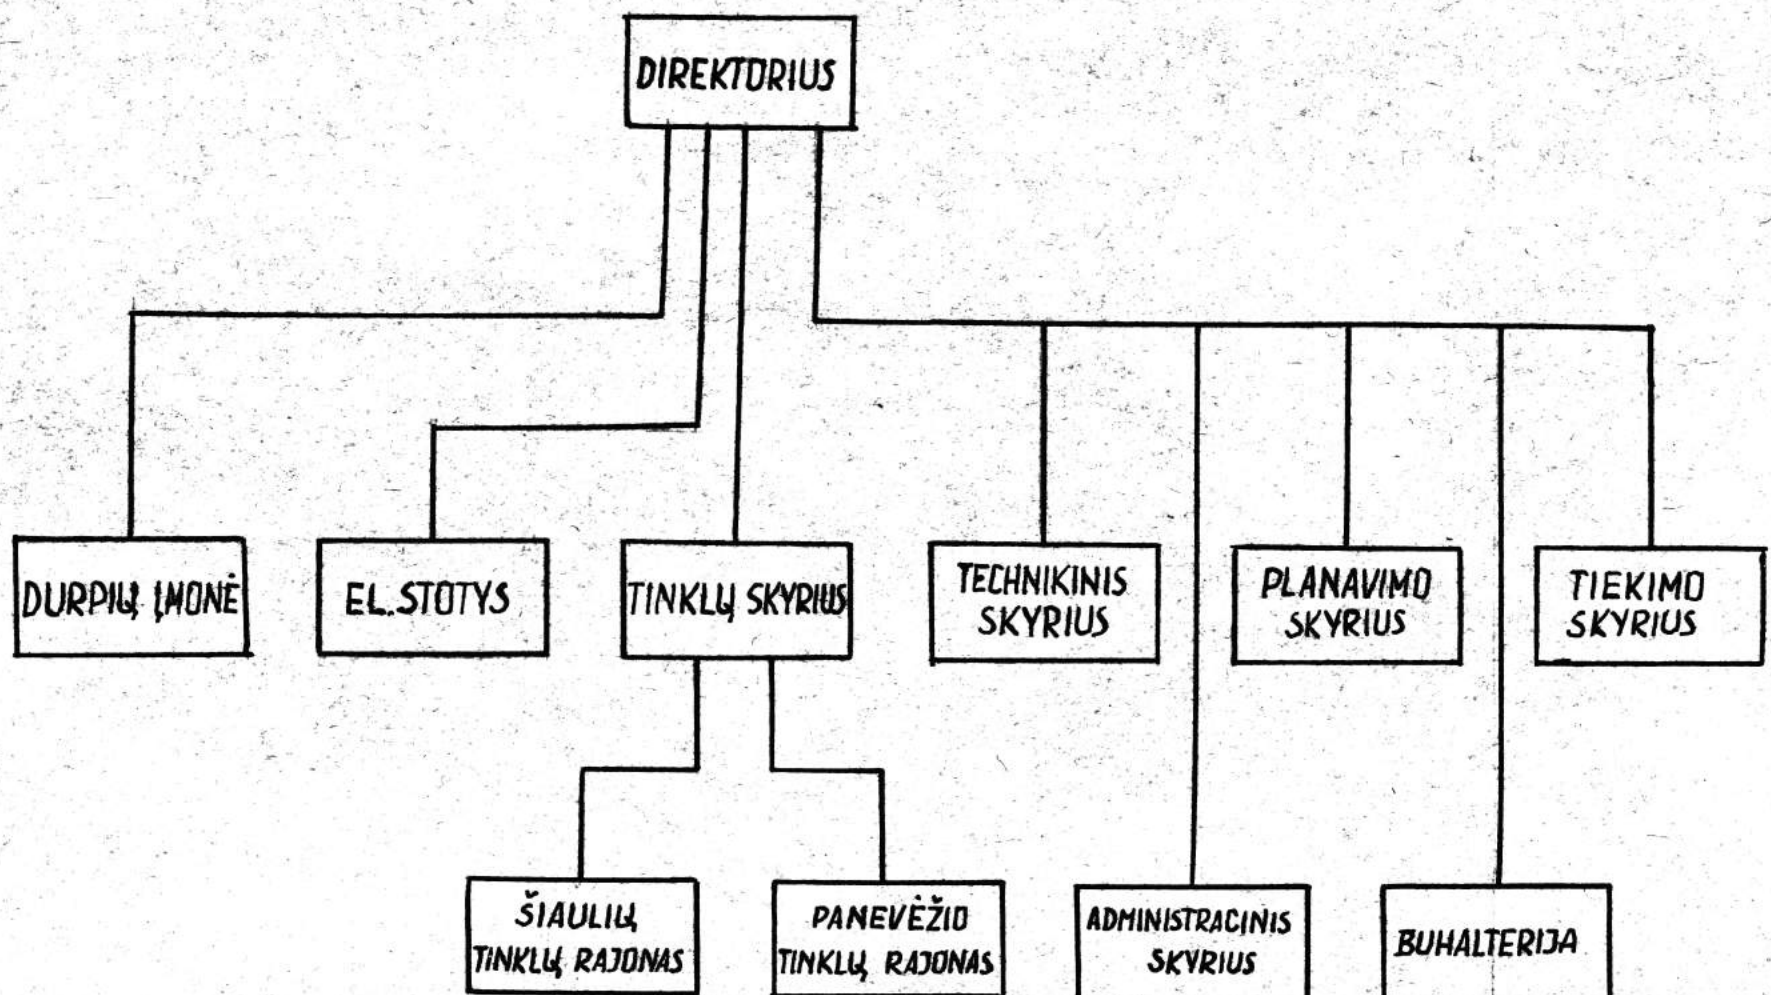 DIREKTORIUS
DURPIŲ ĮMONĖ
EL. STOTYS
TINKLŲ SKYRIUS
TECHNIKINIS
SKYRIUS
PLANAVIMO
SKYRIUS
TIEKIMO
SKYRIUS
ŠIAULIŲ
TINKLŲ RAJONAS
PANEVĖŽIO
TINKLŲ RAJONAS
ADMINISTRACINIS
SKYRIUS
BUHALTERIJA